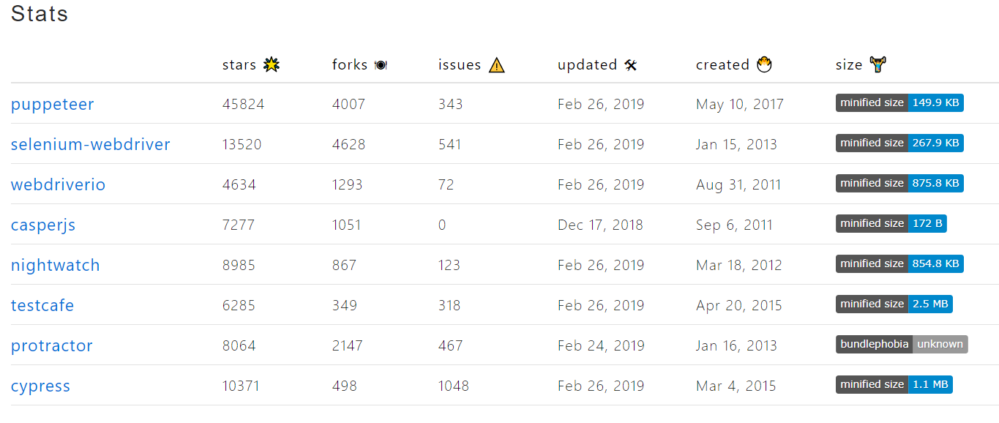 Stats
stars forks issues updated created size
puppeteer 45824 4007 343 Feb 26, 2019 May 10, 2017 minified size 149.9 KB
selenium-webdriver 13520 4628 541 Feb 26, 2019 Jan 15, 2013 minified size 267.9 KB
webdriverio 4634 1293 72 Feb 26, 2019 Aug 31, 2011 minified size 875.8 KB
casperjs 7277 1051 0 Dec 17, 2018 Sep 6, 2011 minified size 172 B
nightwatch 8985 867 123 Feb 26, 2019 Mar 18, 2012 minified size 854.8 KB
testcafe 6285 349 318 Feb 26, 2019 Apr 20, 2015 minified size 2.5 MB
protractor 8064 2147 467 Feb 24, 2019 Jan 16, 2013 bundlephobia unknown
cypress 10371 498 1048 Feb 26, 2019 Mar 4, 2015 minified size 1.1 MB